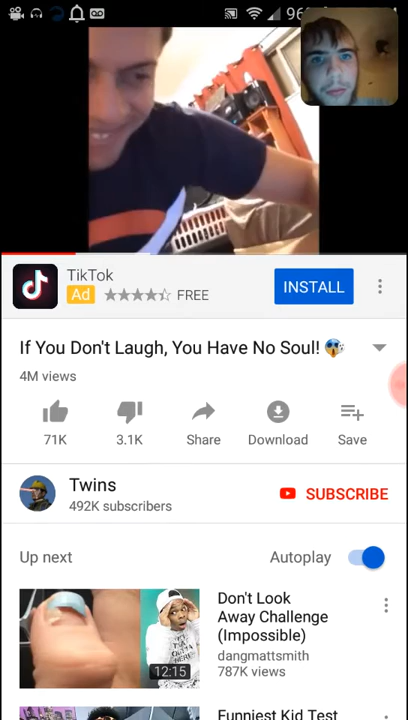 96
TikTok
Ad
FREE
INSTALL
If You Don't Laugh, You Have No Soul! 😱
4M views
71K
3.1K
Share
Download
Save
Twins
492K subscribers
SUBSCRIBE
Up next
Autoplay
12:15
Don't Look
Away Challenge
(Impossible)
dangmattsmith
787K views
Funniest Kid Test